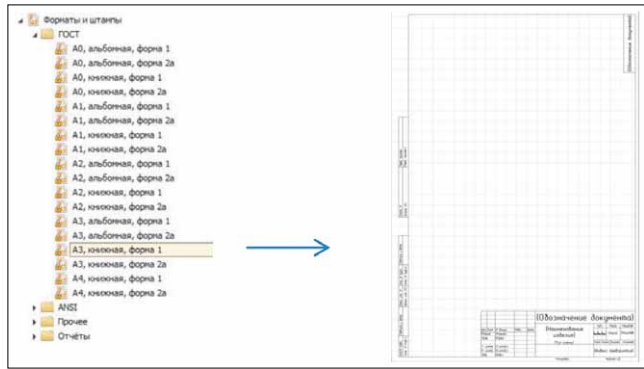 Форматы и штампы
ГОСТ
А0, альбомная, форма 1
А0, альбомная, форма 2а
А0, книжная, форма 1
А0, книжная, форма 2а
А1, альбомная, форма 1
А1, альбомная, форма 2а
А1, книжная, форма 1
А1, книжная, форма 2а
А2, альбомная, форма 1
А2, альбомная, форма 2а
А2, книжная, форма 1
А2, книжная, форма 2а
А3, альбомная, форма 1
А3, альбомная, форма 2а
А3, книжная, форма 1
А3, книжная, форма 2а
А4, книжная, форма 1
А4, книжная, форма 2а
ANSI
Прочее
Отчёты
(Обозначение документа)
(Обозначение документа)
(Наименование
изделия)